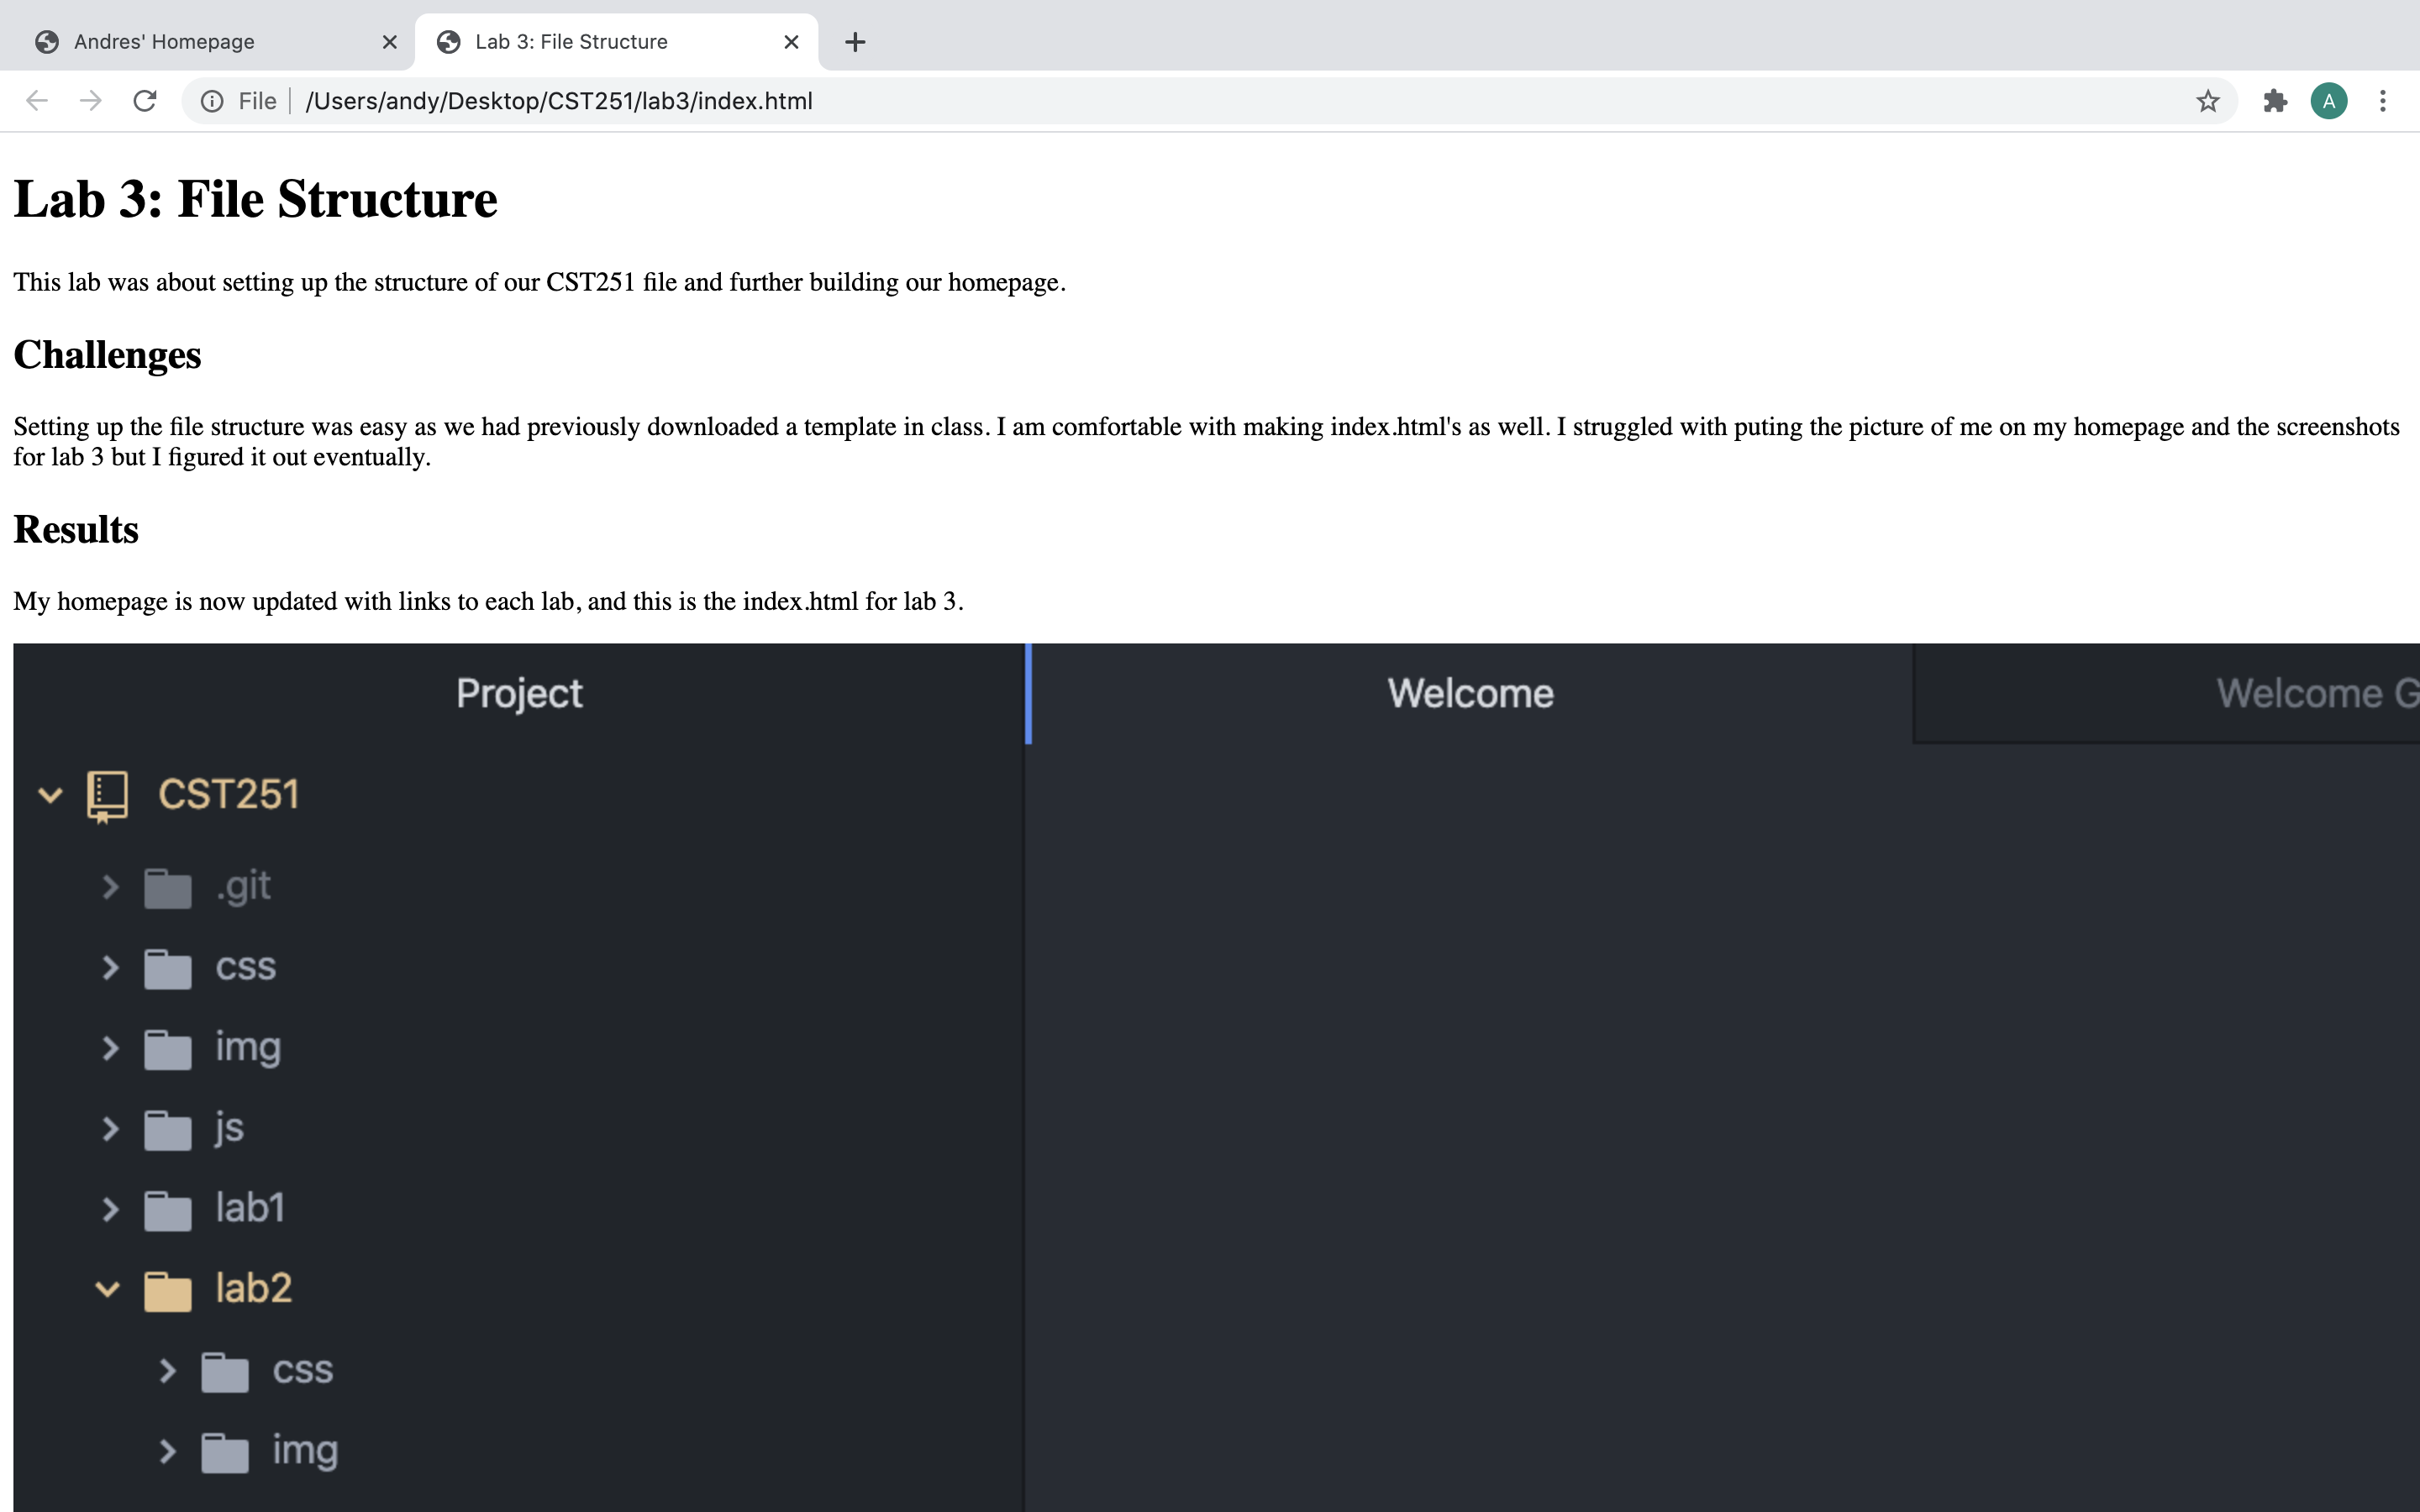 Andres' Homepage
Lab 3: File Structure
File
/Users/andy/Desktop/CST251/lab3/index.html
A
Lab 3: File Structure
This lab was about setting up the structure of our CST251 file and further building our homepage.
Challenges
Setting up the file structure was easy as we had previously downloaded a template in class. I am comfortable with making index.html's as well. I struggled with puting the picture of me on my homepage and the screenshots
for lab 3 but I figured it out eventually.
Results
My homepage is now updated with links to each lab, and this is the index.html for lab 3.
Project
Welcome
Welcome G
CST251
.git
css
img
js
lab1
lab2
css
img